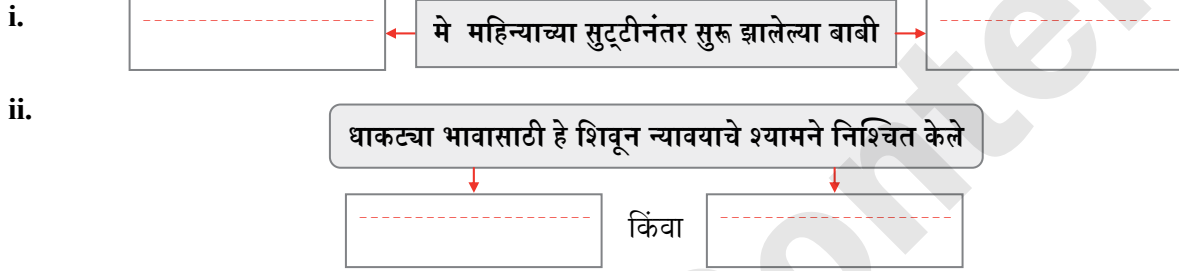 i.
मे महिन्याच्या सुट्टीनंतर सुरू झालेल्या बाबी
ii.
धाकट्या भावासाठी हे शिवून न्यावयाचे श्यामने निश्चित केले
किंवा